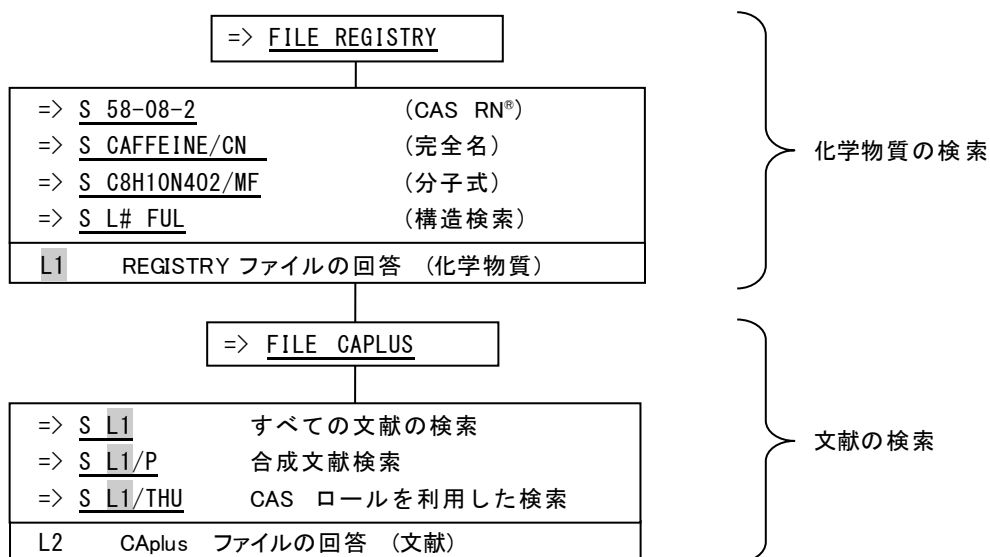 => FILE REGISTRY
=> S 58-08-2 (CAS RN®)
=> S CAFFEINE/CN (完全名)
=> S C8H10N4O2/MF (分子式)
=> S L# FUL (構造検索)
化学物質の検索
L1 REGISTRY ファイルの回答 (化学物質)
=> FILE CAPLUS
=> S L1 すべての文献の検索
=> S L1/P 合成文献検索
文献の検索
=> S L1/THU CAS ロールを利用した検索
L2 CAplus ファイルの回答 (文献)